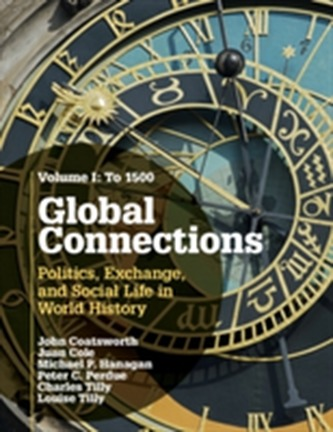 Volume I: To 1500
Global
Connections
Politics, Exchange,
and Social Life in
World History
John Coatsworth
Juan Cole
Michael P. Hanagan
Peter C. Perdue
Charles Tilly
Louise Tilly